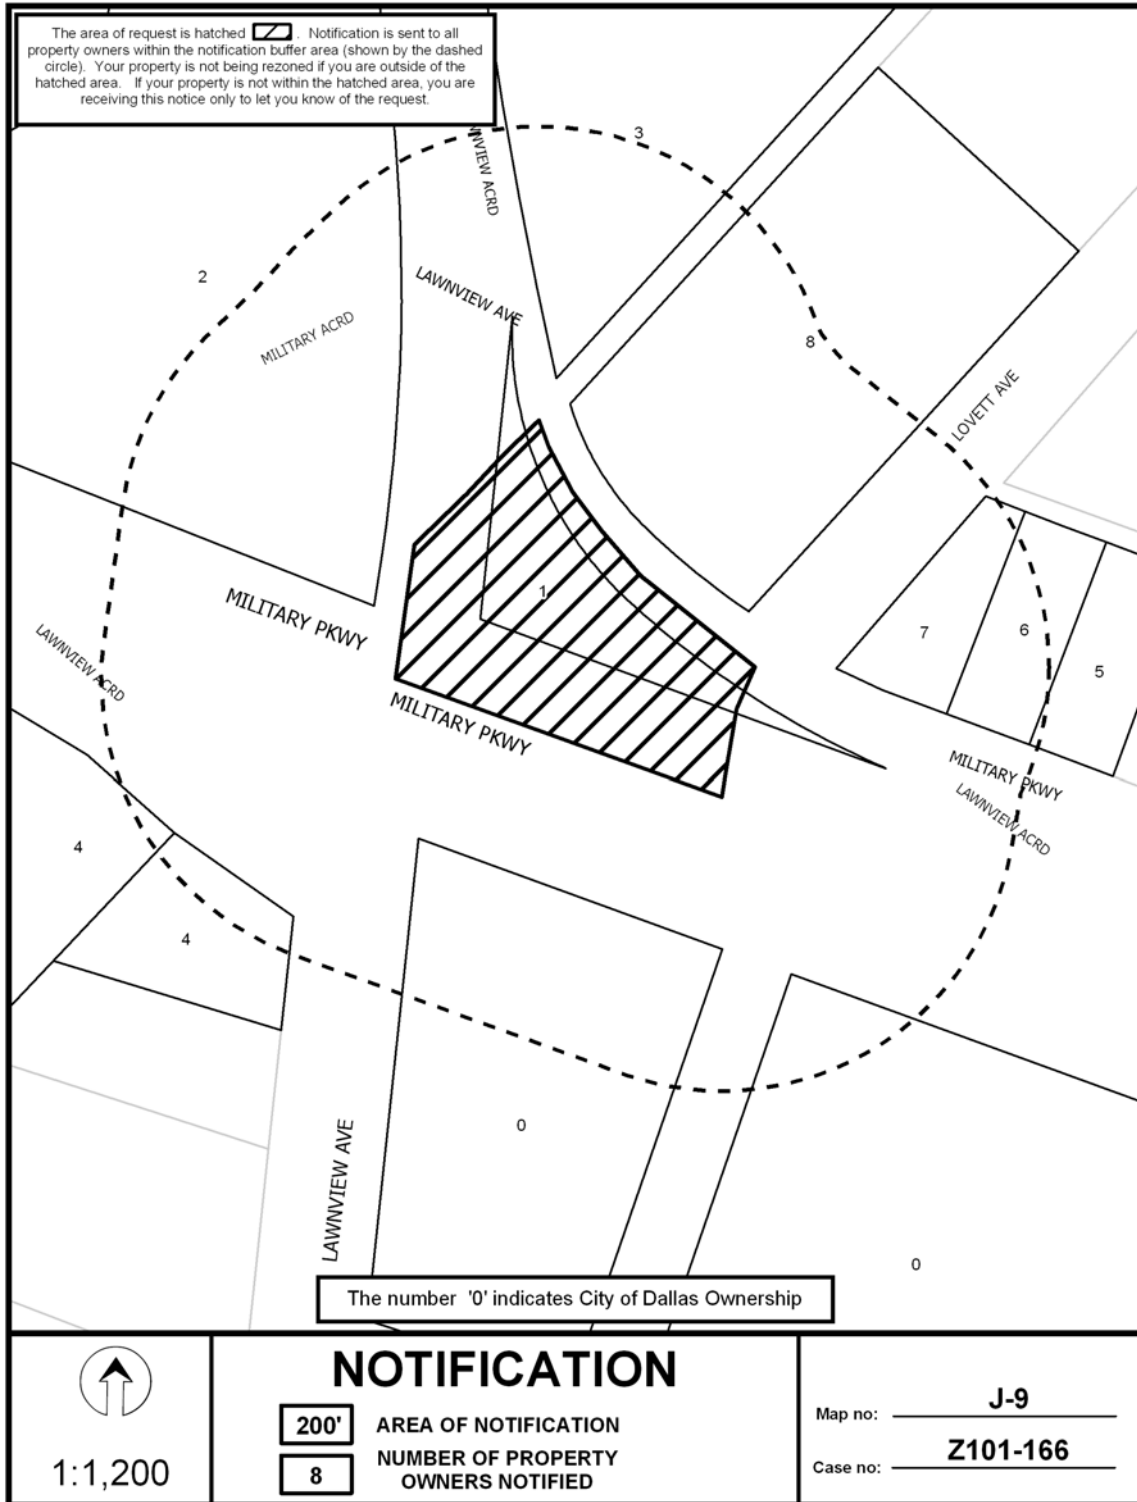 The area of request is hatched . Notification is sent to all
property owners within the notification buffer area (shown by the dashed
circle). Your property is not being rezoned if you are outside of the
hatched area. If your property is not within the hatched area, you are
receiving this notice only to let you know of the request.
3
NVIEW ACRD
2
LAWNVIEW AVE
MILITARY ACRD
8
LOVETT AVE
1
MILITARY PKWY
7
6
5
LAWNVIEW ACRD
MILITARY PKWY
MILITARY PKWY
LAWNVIEW ACRD
4
4
0
LAWNVIEW AVE
0
The number '0' indicates City of Dallas Ownership
1:1,200
NOTIFICATION
200' AREA OF NOTIFICATION
8 NUMBER OF PROPERTY
OWNERS NOTIFIED
Map no: J-9
Case no: Z101-166